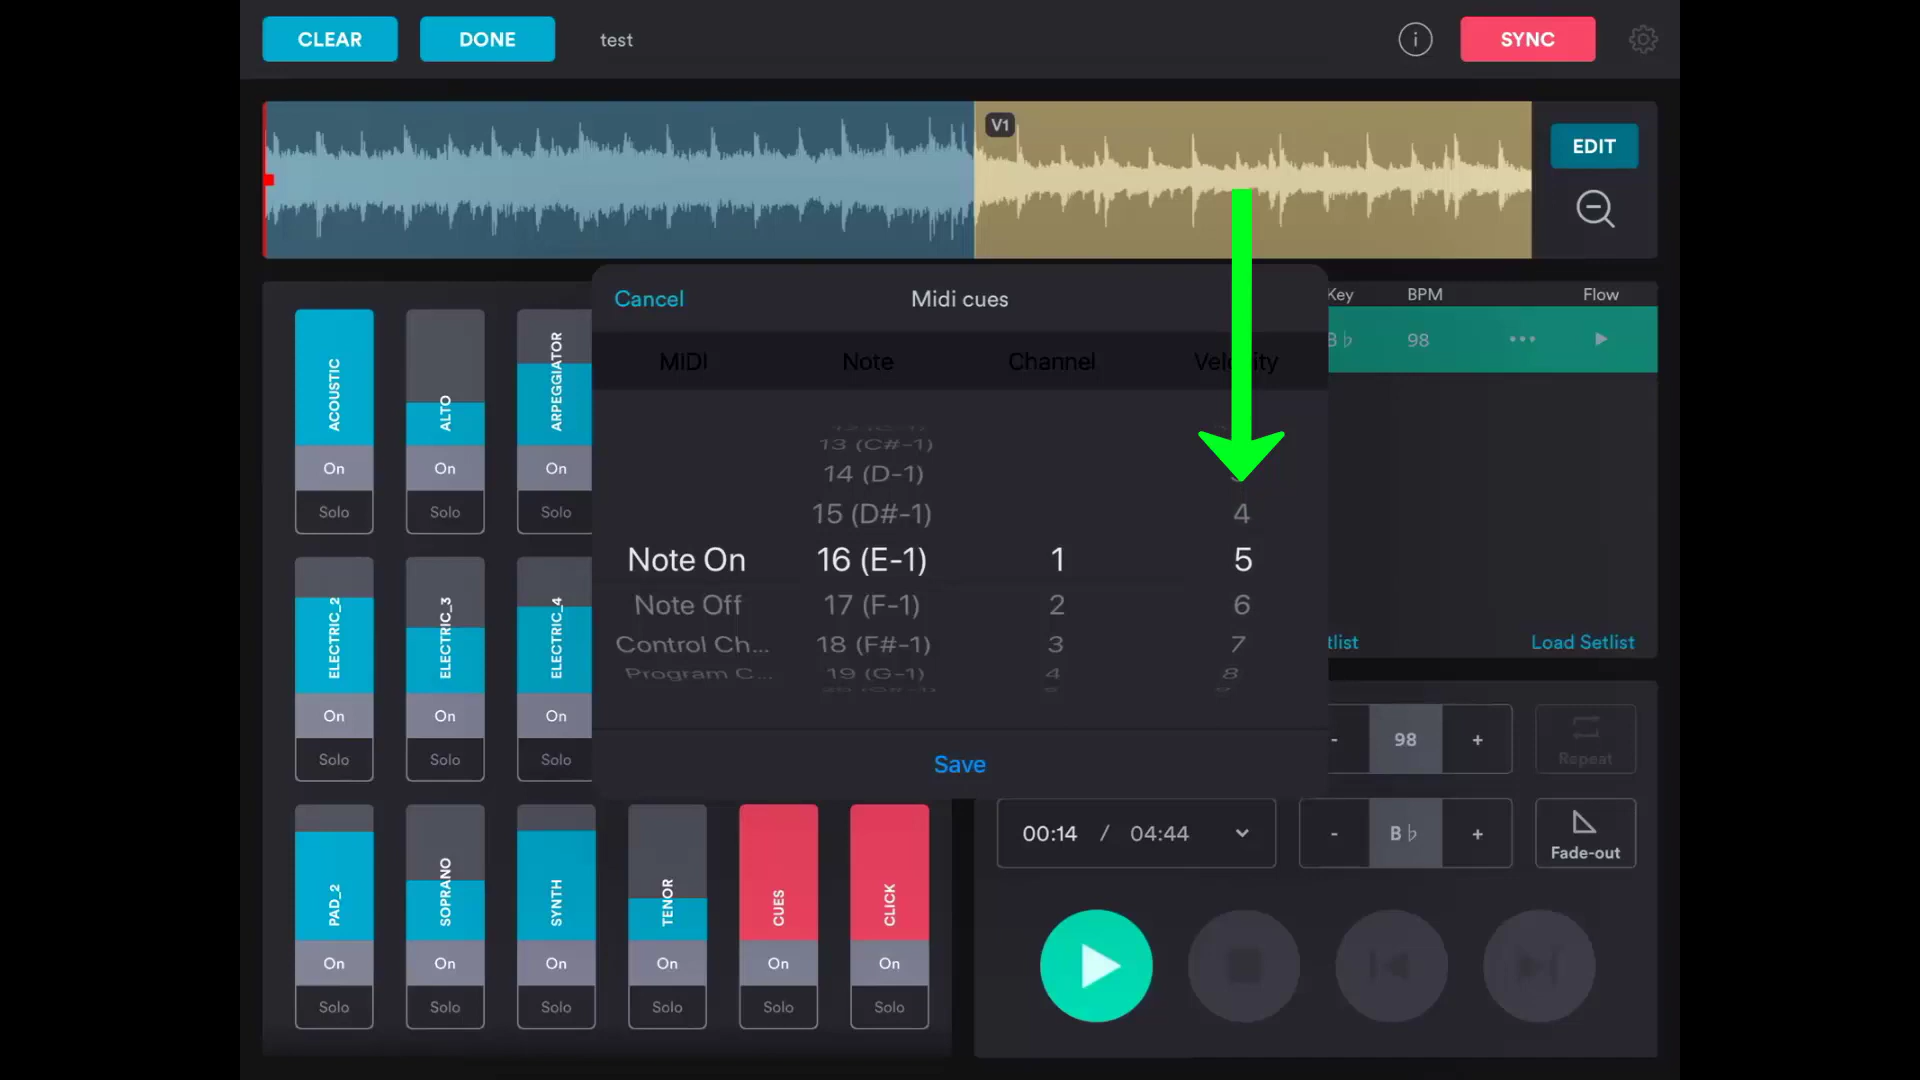 CLEAR
DONE
test
SYNC
V1
EDIT
Cancel
Midi cues
Key
BPM
Flow
MIDI
Note
Channel
B♭
98
ACOUSTIC
ALTO
ARPEGGIATOR
13 (C#-1)
14 (D-1)
15 (D#-1)
4
Note On
16 (E-1)
1
5
Note Off
17 (F-1)
2
6
Control Ch...
18 (F#-1)
3
7
Program C...
19 (G-1)
4
8
Save
On
On
On
Solo
Solo
Solo
ELECTRIC_2
ELECTRIC_3
ELECTRIC_4
On
On
On
Solo
Solo
Solo
tlist
Load Setlist
-
98
+
Repeat
00:14 / 04:44
-
B♭
+
Fade-out
PAD_2
SOPRANO
SYNTH
TENOR
CUES
CLICK
On
On
On
On
On
On
Solo
Solo
Solo
Solo
Solo
Solo